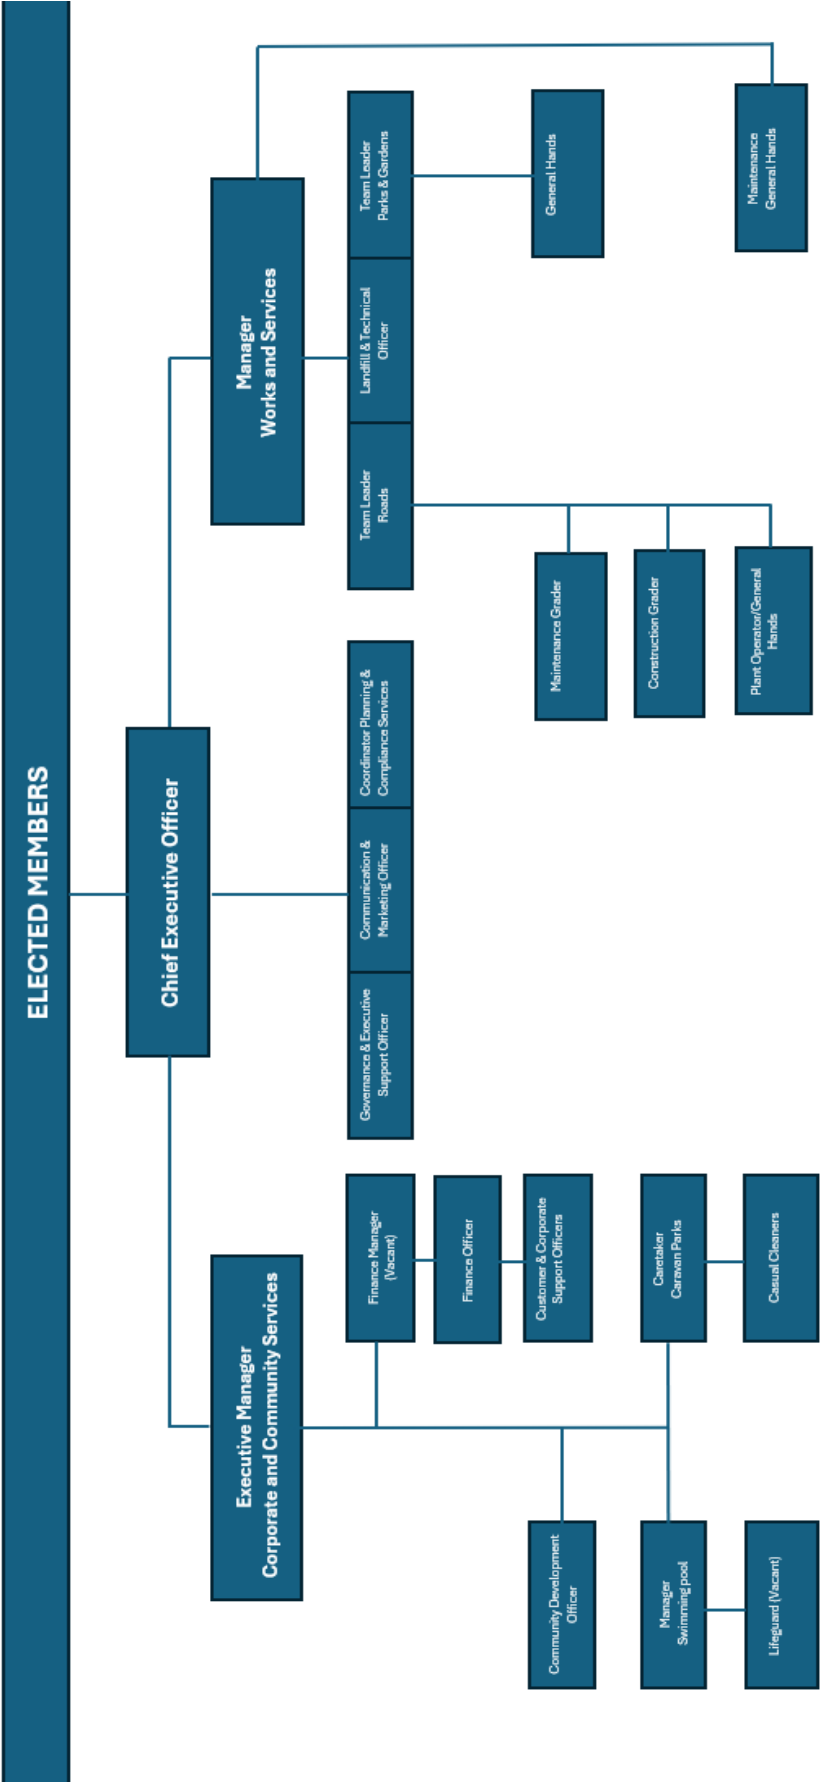 ELECTED MEMBERS
Chief Executive Officer
Executive Manager
Corporate and Community Services
Manager
Works and Services
Finance Manager
(Vacant)
Governance & Executive
Support Officer
Communication &
Marketing Officer
Coordinator Planning &
Compliance Services
Team Leader
Roads
Landfill & Technical
Officer
Team Leader
Parks & Gardens
Finance Officer
Community Development
Officer
Customer & Corporate
Support Officers
Maintenance Grader
General Hands
Manager
Swimming pool
Caretaker
Caravan Parks
Construction Grader
Lifeguard (Vacant)
Casual Cleaners
Plant Operator/General
Hands
Maintenance
General Hands